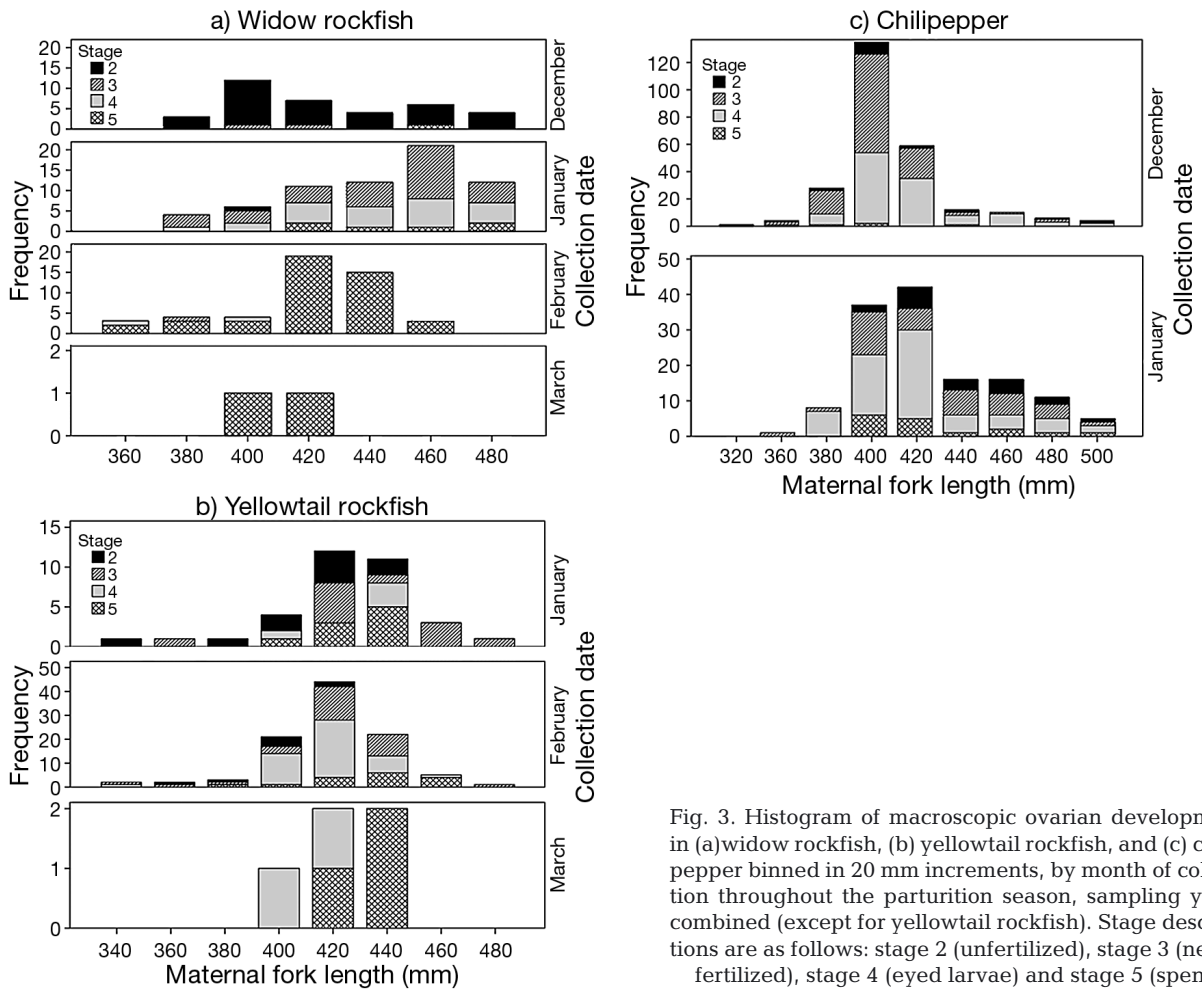 a) Widow rockfish
Stage
2
3
4
5
20
15
10
5
0
December
20
15
10
5
0
January
20
15
10
5
0
February
2
1
0
March
Frequency
Collection date
360 380 400 420 440 460 480
b) Yellowtail rockfish
Stage
2
3
4
5
15
10
5
0
January
50
40
30
20
10
0
February
2
1
0
March
Frequency
Collection date
340 360 380 400 420 440 460 480
Maternal fork length (mm)
c) Chilipepper
Stage
2
3
4
5
120
100
80
60
40
20
0
December
50
40
30
20
10
0
January
Frequency
Collection date
320 360 380 400 420 440 460 480 500
Maternal fork length (mm)
Fig. 3. Histogram of macroscopic ovarian developm
in (a)widow rockfish, (b) yellowtail rockfish, and (c) c
pepper binned in 20 mm increments, by month of col
tion throughout the parturition season, sampling y
combined (except for yellowtail rockfish). Stage desc
tions are as follows: stage 2 (unfertilized), stage 3 (ne
fertilized), stage 4 (eyed larvae) and stage 5 (spen